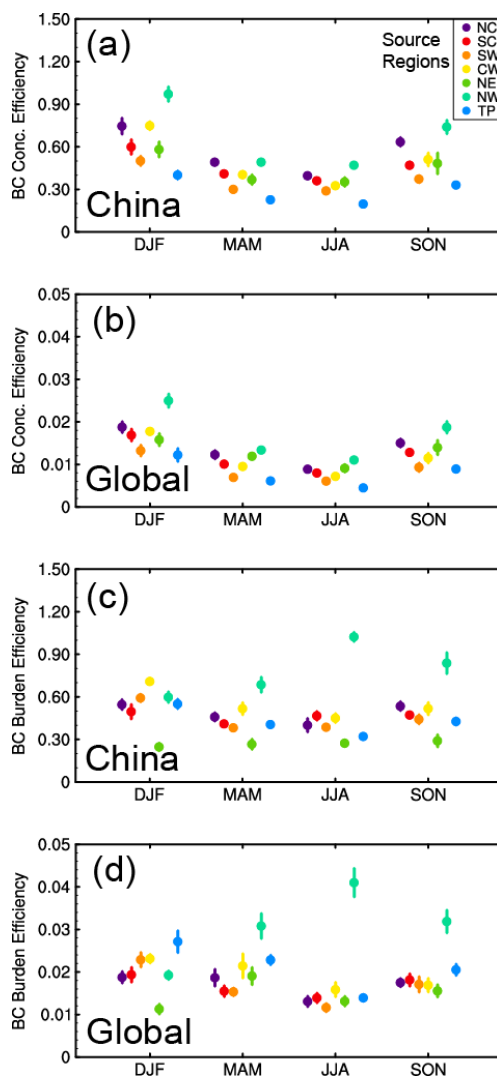 (a)
Source
Regions
NC
SC
SW
CW
NE
NW
TP
BC Conc. Efficiency
1.50
1.20
0.90
0.60
0.30
0
China
DJF MAM JJA SON
(b)
BC Conc. Efficiency
0.05
0.04
0.03
0.02
0.01
0
Global
DJF MAM JJA SON
(c)
BC Burden Efficiency
1.50
1.20
0.90
0.60
0.30
0
China
DJF MAM JJA SON
(d)
BC Burden Efficiency
0.05
0.04
0.03
0.02
0.01
0
Global
DJF MAM JJA SON